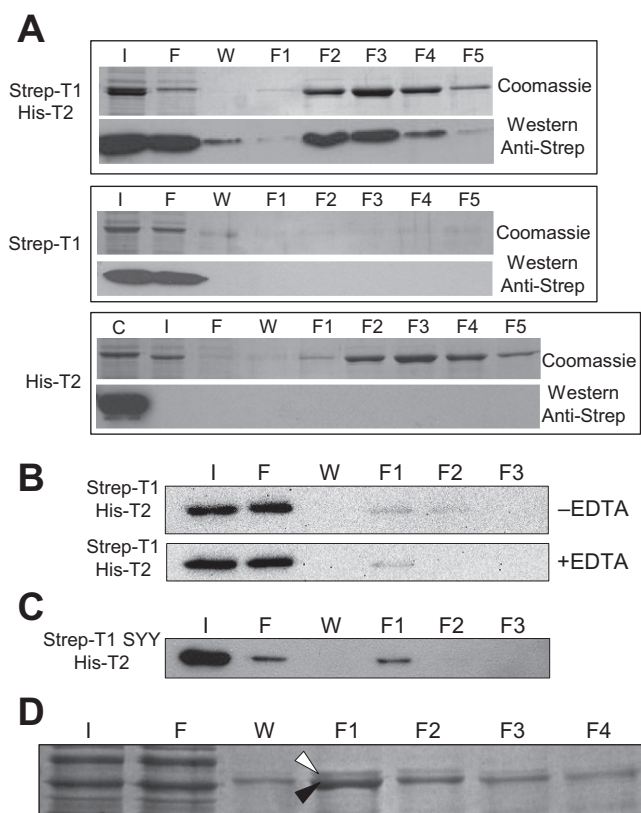 A
I F W F1 F2 F3 F4 F5
Strep-T1
His-T2
Coomassie
Western
Anti-Strep
I F W F1 F2 F3 F4 F5
Strep-T1
Coomassie
Western
Anti-Strep
C I F W F1 F2 F3 F4 F5
His-T2
Coomassie
Western
Anti-Strep
B
I F W F1 F2 F3
Strep-T1
His-T2
–EDTA
Strep-T1
His-T2
+EDTA
C
I F W F1 F2 F3
Strep-T1 SYY
His-T2
D
I F W F1 F2 F3 F4